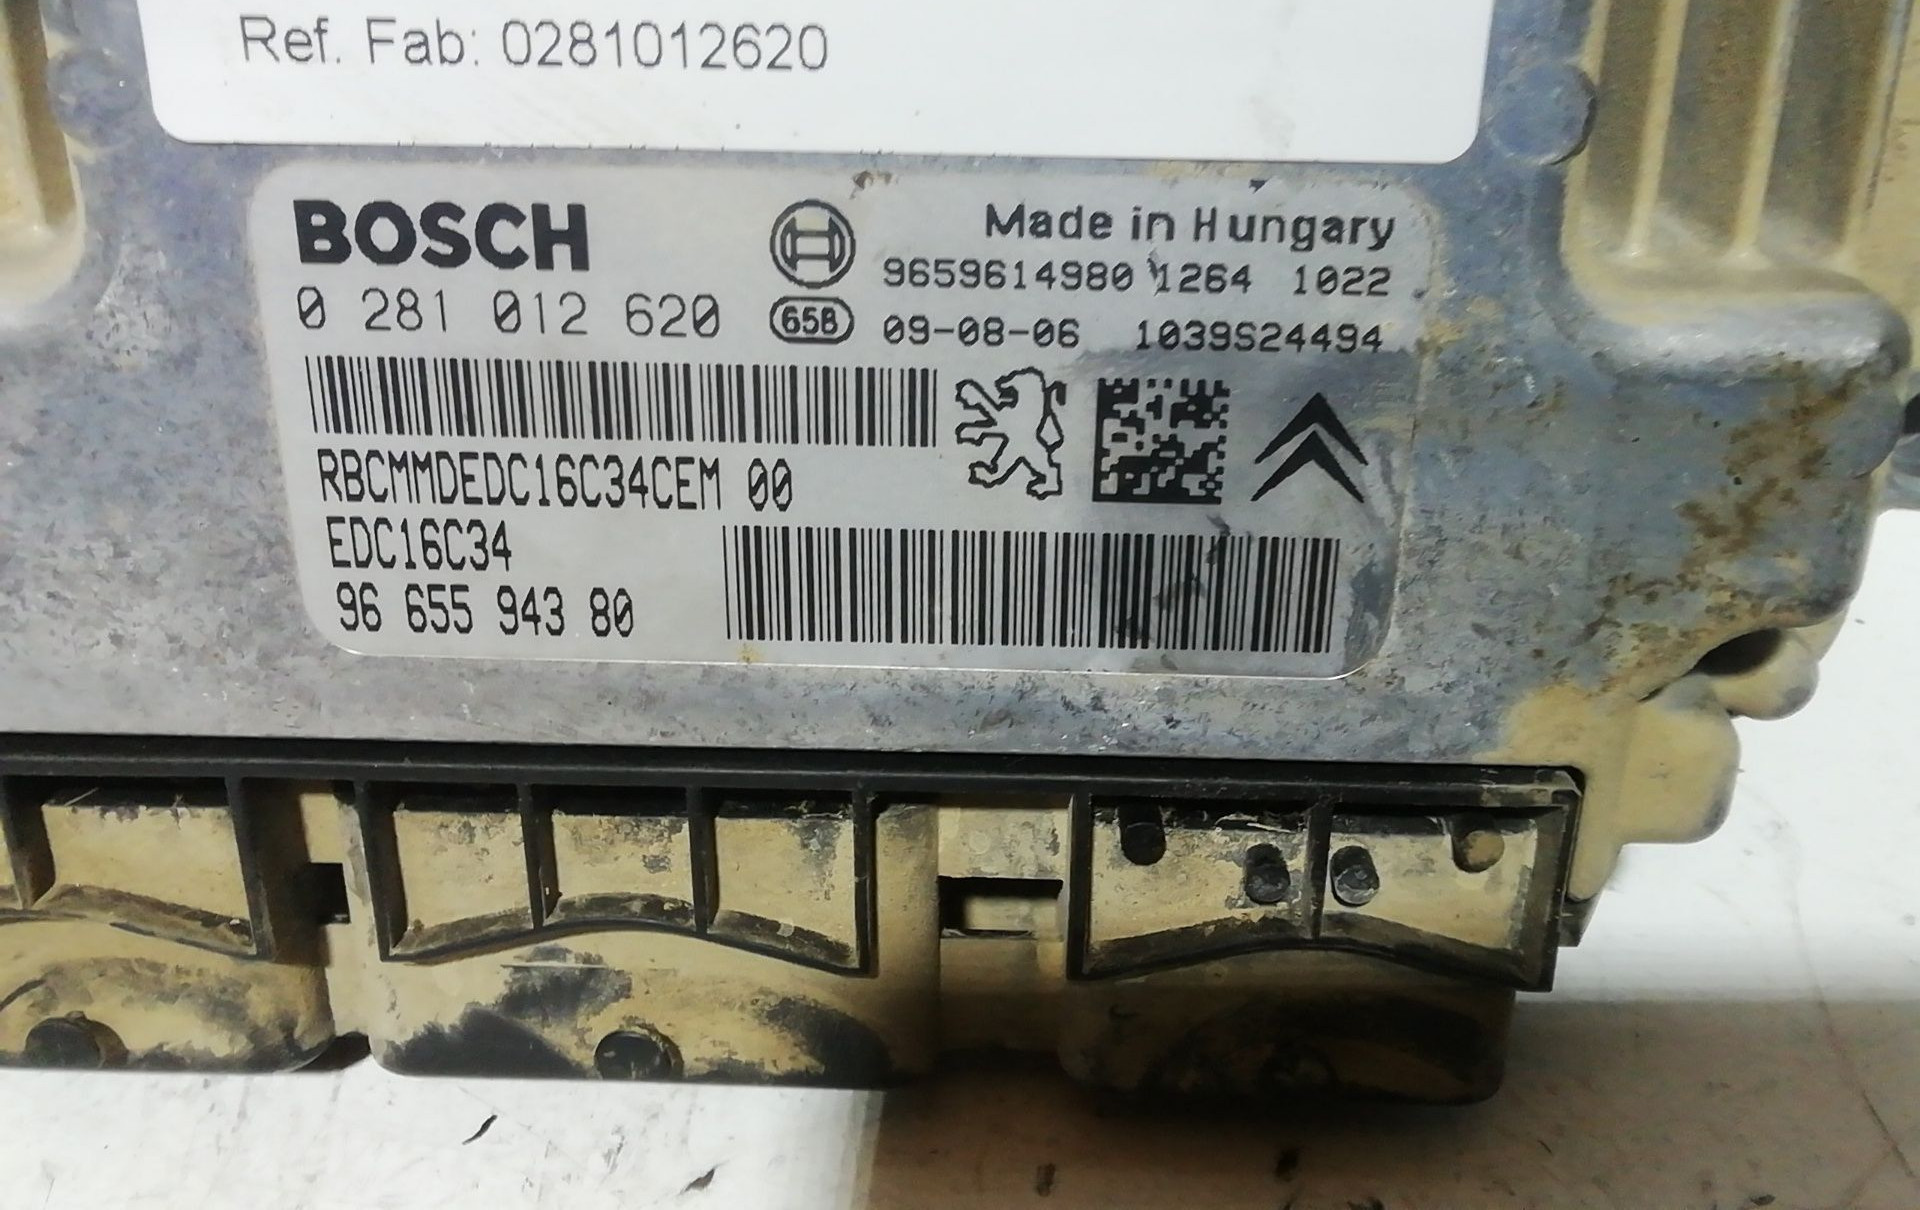 Ref. Fab: 0281012620
BOSCH
Made in Hungary
9659614980 1264 1022
0 281 012 620
65B
09-08-06 1039S24494
RBCMMDEDC16C34CEM 00
EDC16C34
96 655 943 80